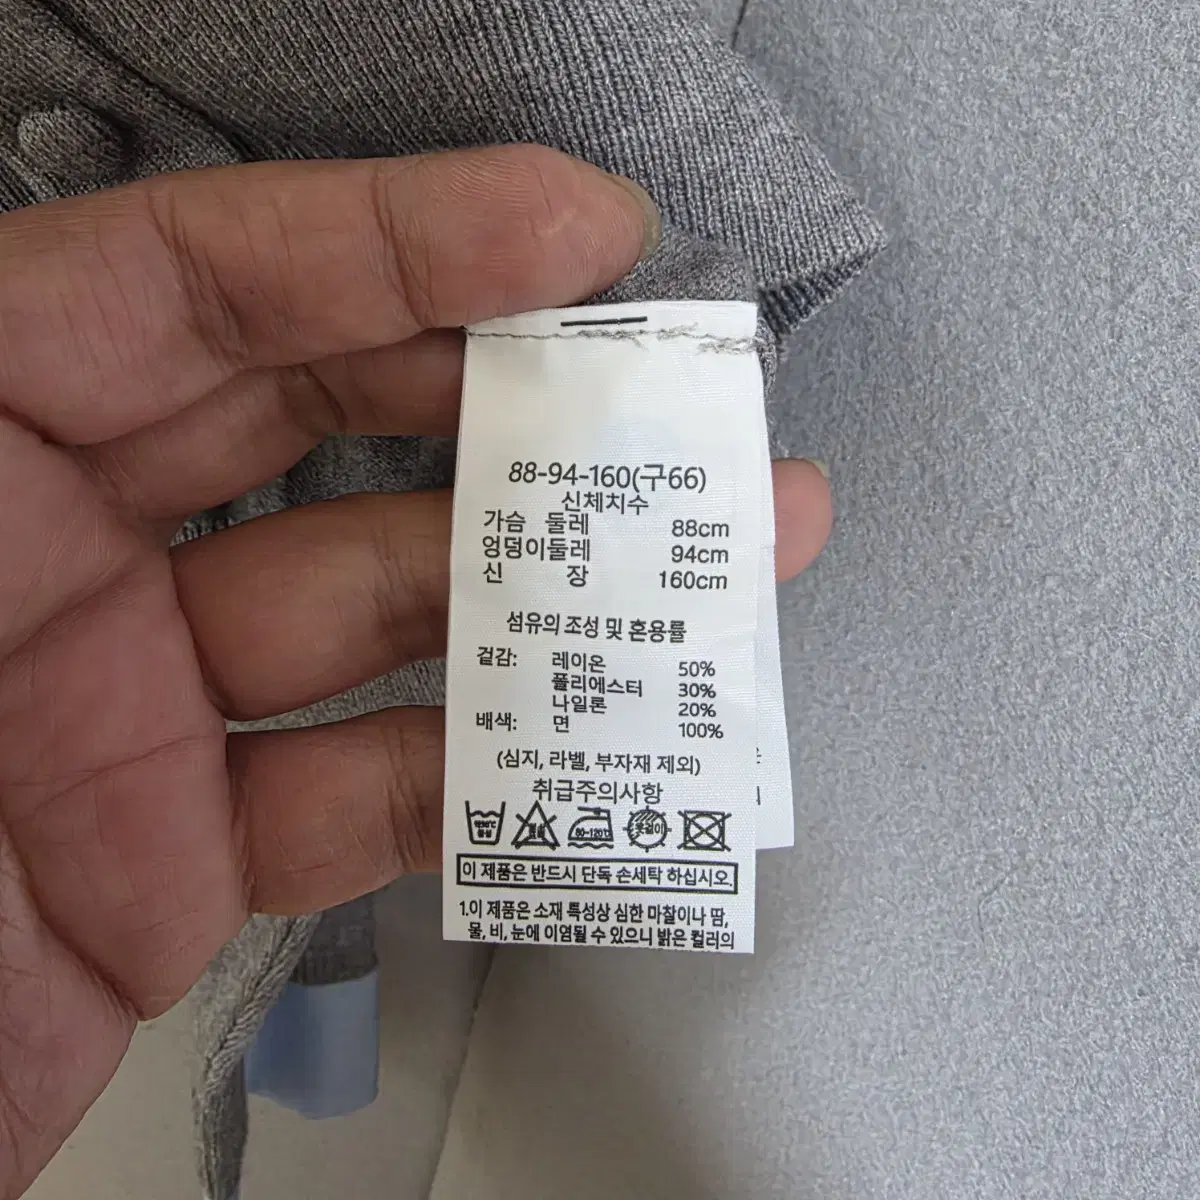 88-94-160(구66)
신체치수
가슴 둘레 88cm
엉덩이둘레 94cm
신 장 160cm
섬유의 조성 및 혼용률
겉감: 레이온 50%
폴리에스터 30%
나일론 20%
배색: 면 100%
(심지, 라벨, 부자재 제외)
취급주의사항
80-120℃
옷걸이
이 제품은 반드시 단독 손세탁 하십시오.
1.이 제품은 소재 특성상 심한 마찰이나 땀,
물, 비, 눈에 이염될 수 있으니 밝은 컬러의